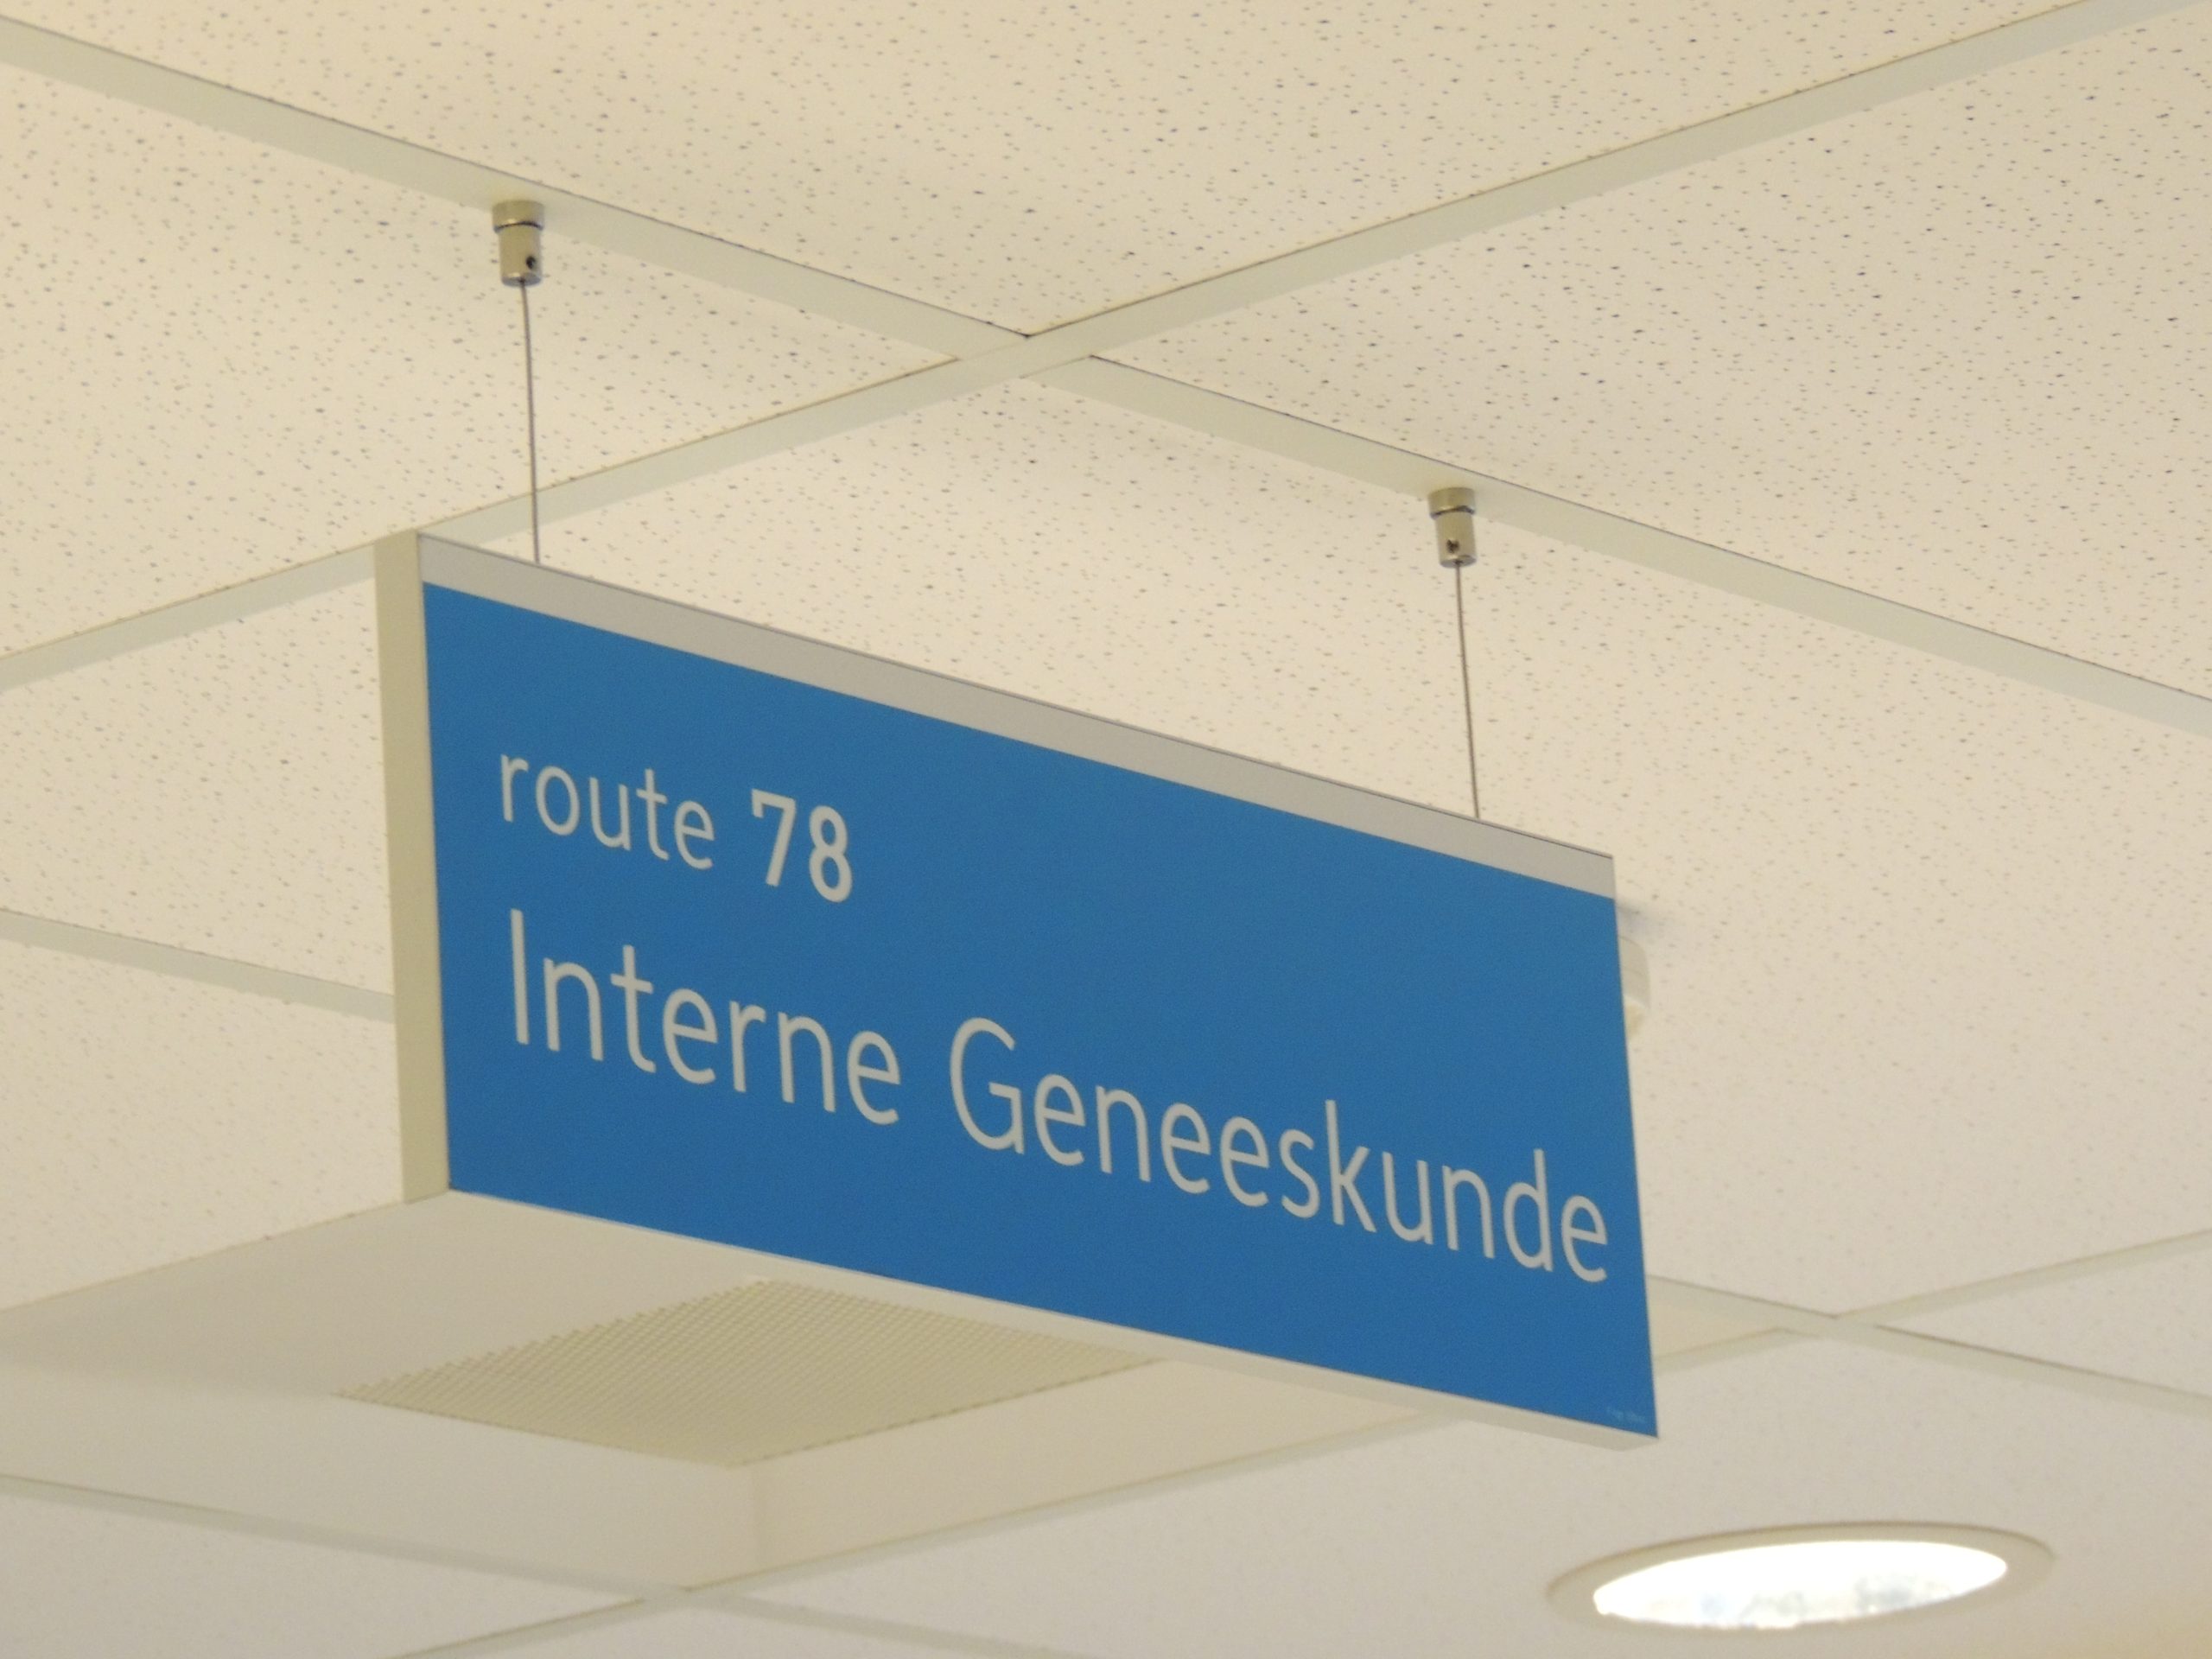 route 78
Interne Geneeskunde